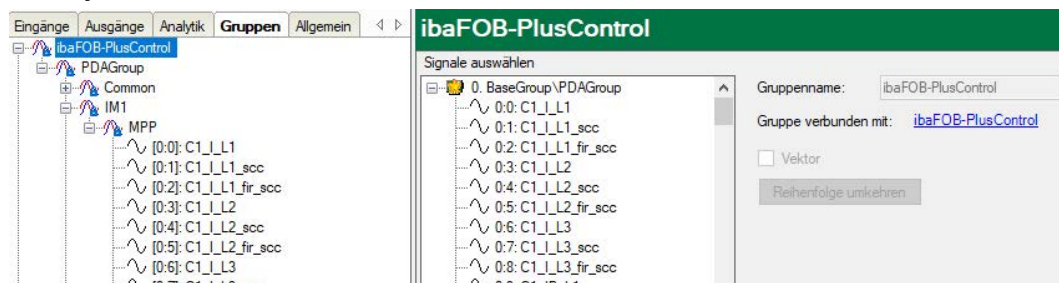 Eingänge Ausgänge Analytik Gruppen Allgemein
ibaFOB-PlusControl
PDAGroup
Common
IM1
MPP
[0:0]: C1_I_L1
[0:1]: C1_I_L1_scc
[0:2]: C1_I_L1_fir_scc
[0:3]: C1_I_L2
[0:4]: C1_I_L2_scc
[0:5]: C1_I_L2_fir_scc
[0:6]: C1_I_L3
ibaFOB-PlusControl
Signale auswählen
0. BaseGroup\PDAGroup
0:0: C1_I_L1
0:1: C1_I_L1_scc
0:2: C1_I_L1_fir_scc
0:3: C1_I_L2
0:4: C1_I_L2_scc
0:5: C1_I_L2_fir_scc
0:6: C1_I_L3
0:7: C1_I_L3_scc
0:8: C1_I_L3_fir_scc
Gruppenname: ibaFOB-PlusControl
Gruppe verbunden mit: ibaFOB-PlusControl
Vektor
Reihenfolge umkehren